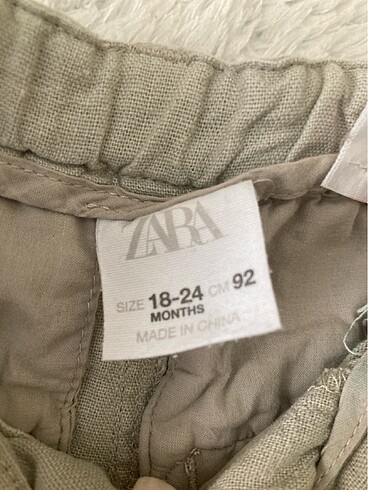 ZARA
SIZE 18-24 CM 92
MONTHS
MADE IN CHINA